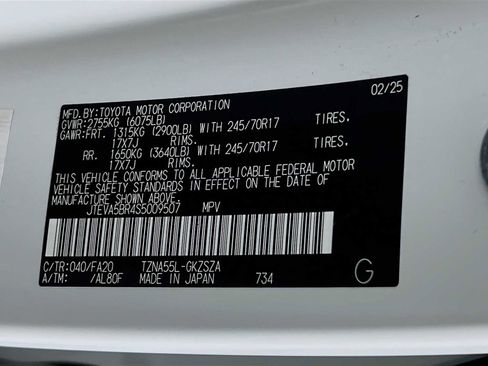 MFD.BY:TOYOTA MOTOR CORPORATION 02/25
GVWR:2755KG (6075LB)
GAWR:FRT. 1315KG (2900LB) WITH 245/70R17 TIRES.
17X7J RIMS.
RR. 1650KG (3640LB) WITH 245/70R17 TIRES.
17X7J RIMS.
THIS VEHICLE CONFORMS TO ALL APPLICABLE FEDERAL MOTOR
VEHICLE SAFETY STANDARDS IN EFFECT ON THE DATE OF
MANUFACTURE SHOWN ABOVE.
JTEVA5BR4S5009507 MPV
C/TR:040/FA20 TZNA55L-GKZSZA
A/TM: /AL80F MADE IN JAPAN 734 G